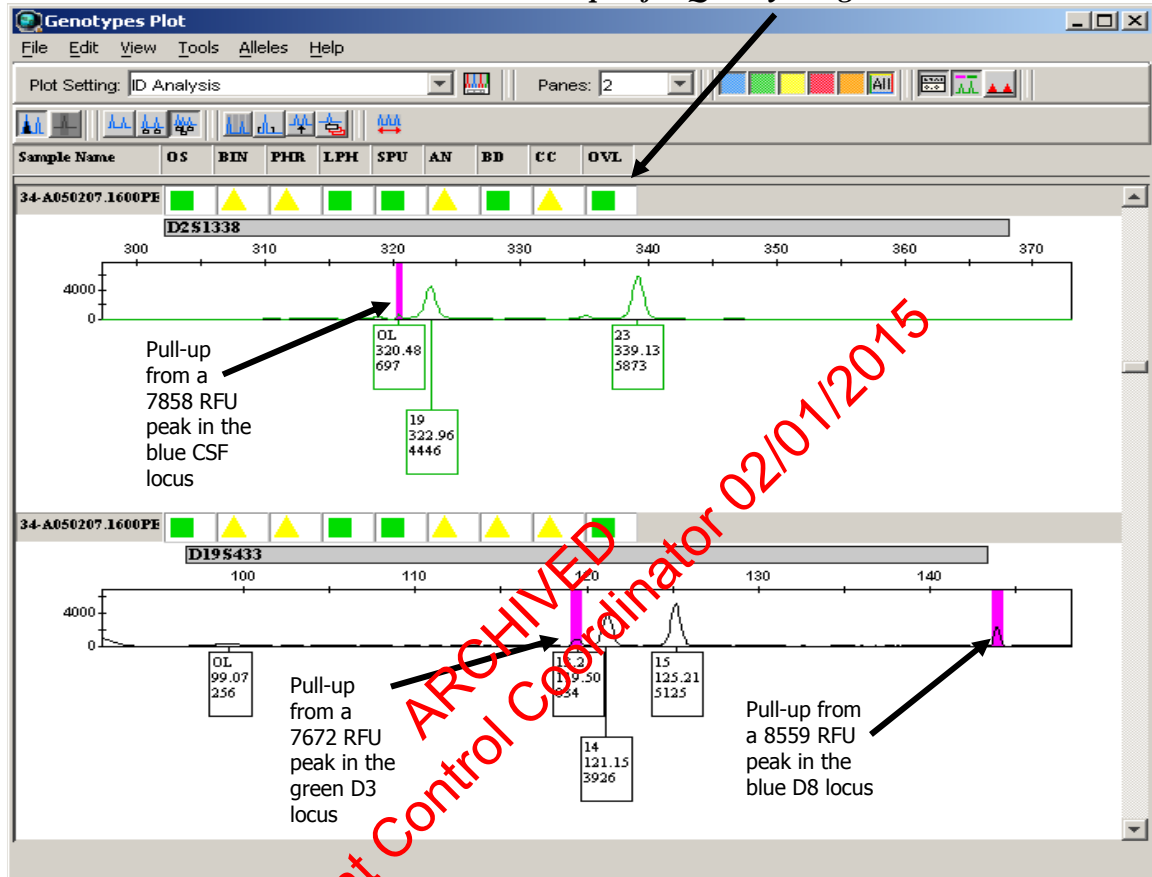 Genotypes Plot
File Edit View Tools Alleles Help
Plot Setting: ID Analysis Panes: 2 All
Sample Name OS BIN PHR LPH SPU AN BD CC OVL
34-A050207.1600PE
D2S1338
300 310 320 330 340 350 360 370
4000
0
OL
320.48
697
19
322.96
4446
23
339.13
5873
Pull-up
from a
7858 RFU
peak in the
blue CSF
locus
34-A050207.1600PE
D19S433
100 110 120 130 140
4000
0
OL
99.07
256
13.2
119.50
14
121.15
3926
15
125.21
5125
Pull-up
from a
7672 RFU
peak in the
green D3
locus
Pull-up from
a 8559 RFU
peak in the
blue D8 locus
ARCHIVED
Control Coordinator 02/01/2015